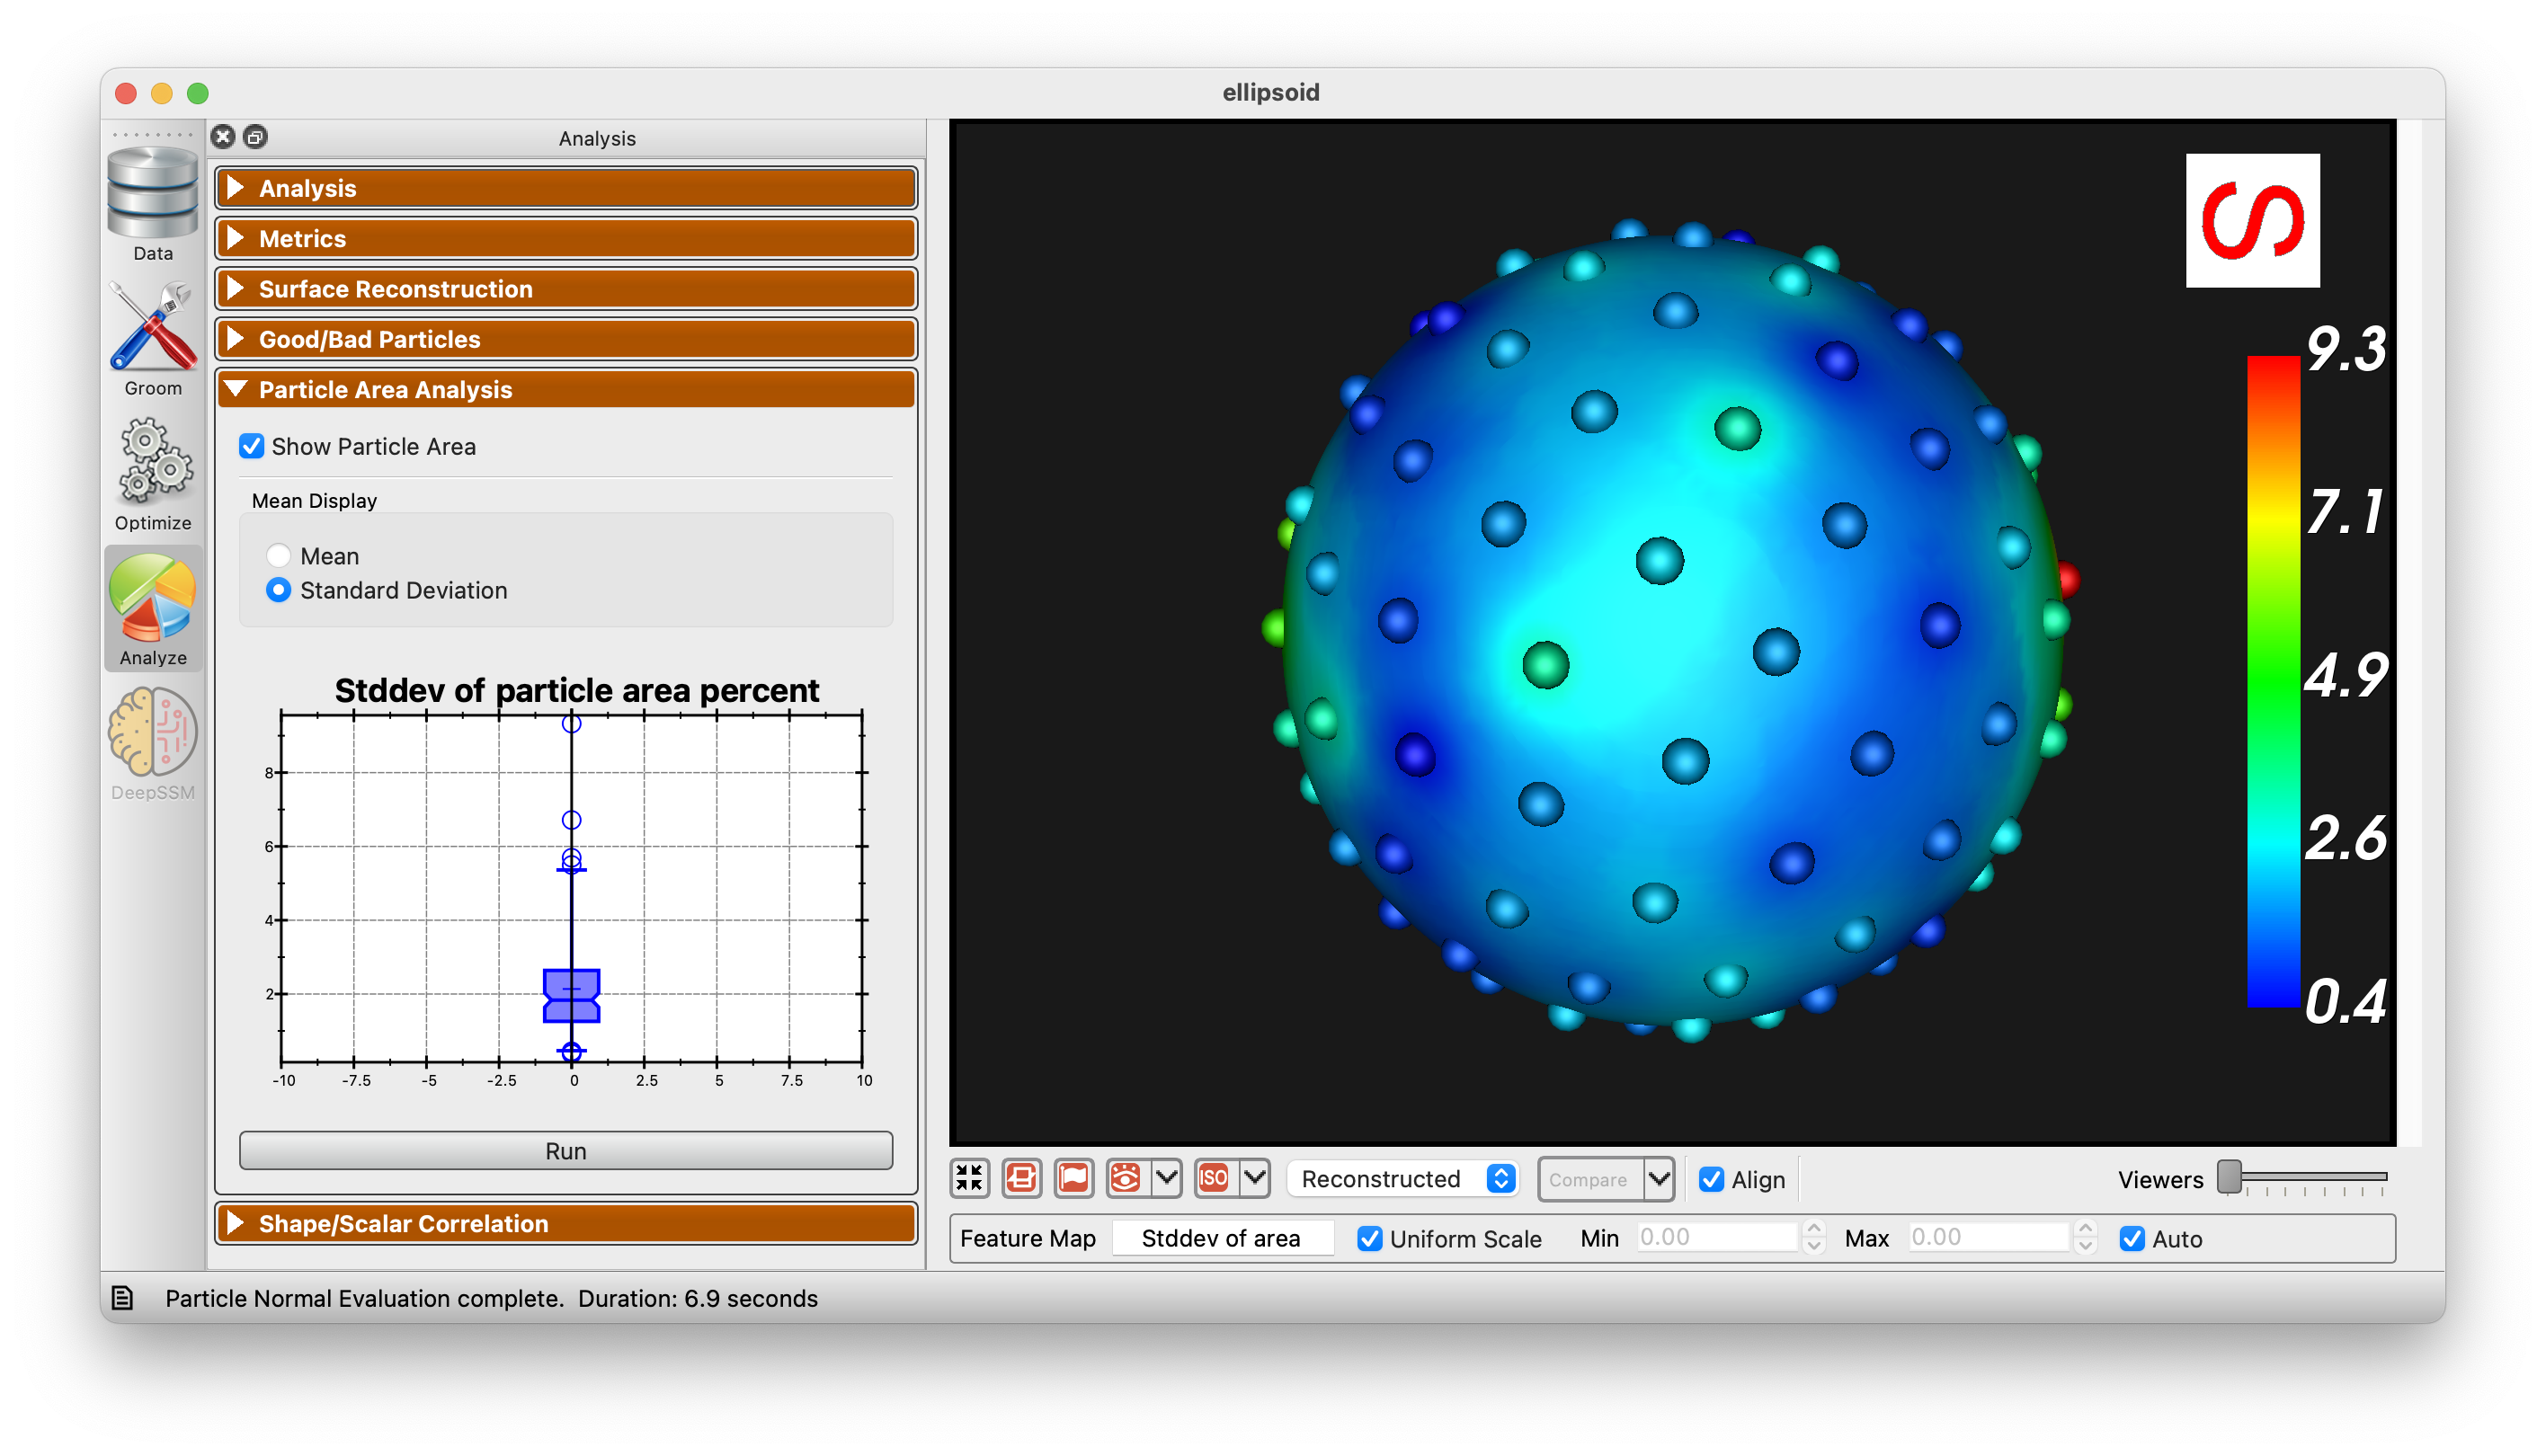 ellipsoid
Analysis
Data
Groom
Optimize
Analyze
DeepSSM
Analysis
Metrics
Surface Reconstruction
Good/Bad Particles
Particle Area Analysis
Show Particle Area
Mean Display
Mean
Standard Deviation
Stddev of particle area percent
8
6
4
2
-10 -7.5 -5 -2.5 0 2.5 5 7.5 10
Run
Shape/Scalar Correlation
S
9.3
7.1
4.9
2.6
0.4
ISO Reconstructed Compare Align Viewers
Feature Map Stddev of area Uniform Scale Min 0.00 Max 0.00 Auto
Particle Normal Evaluation complete. Duration: 6.9 seconds